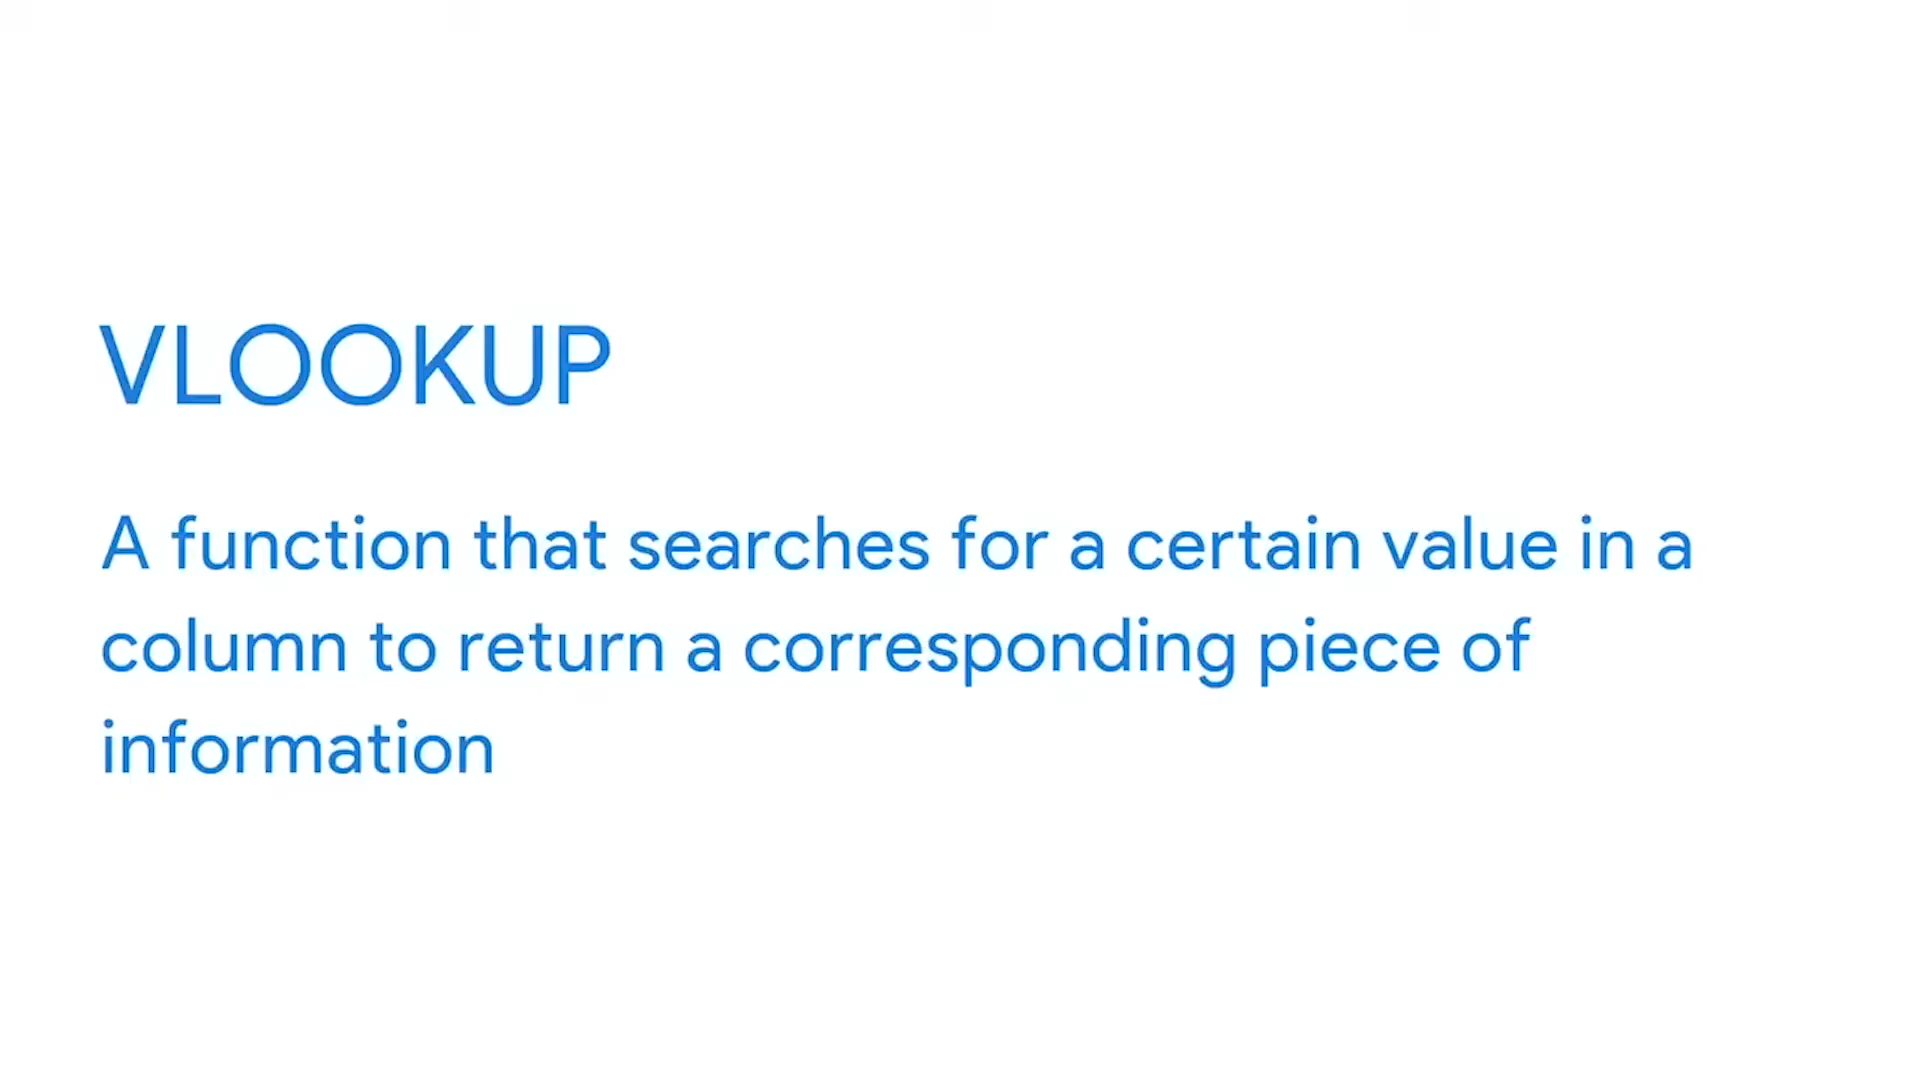 VLOOKUP
A function that searches for a certain value in a
column to return a corresponding piece of
information